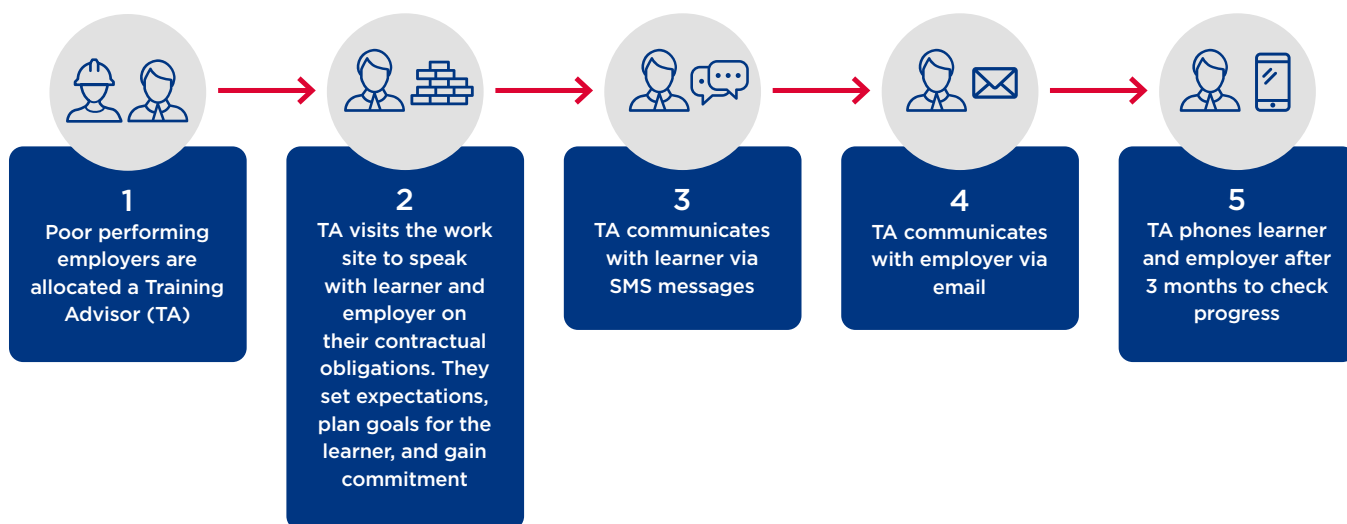 1
Poor performing
employers are
allocated a Training
Advisor (TA)
2
TA visits the work
site to speak
with learner and
employer on
their contractual
obligations. They
set expectations,
plan goals for the
learner, and gain
commitment
3
TA communicates
with learner via
SMS messages
4
TA communicates
with employer via
email
5
TA phones learner
and employer after
3 months to check
progress